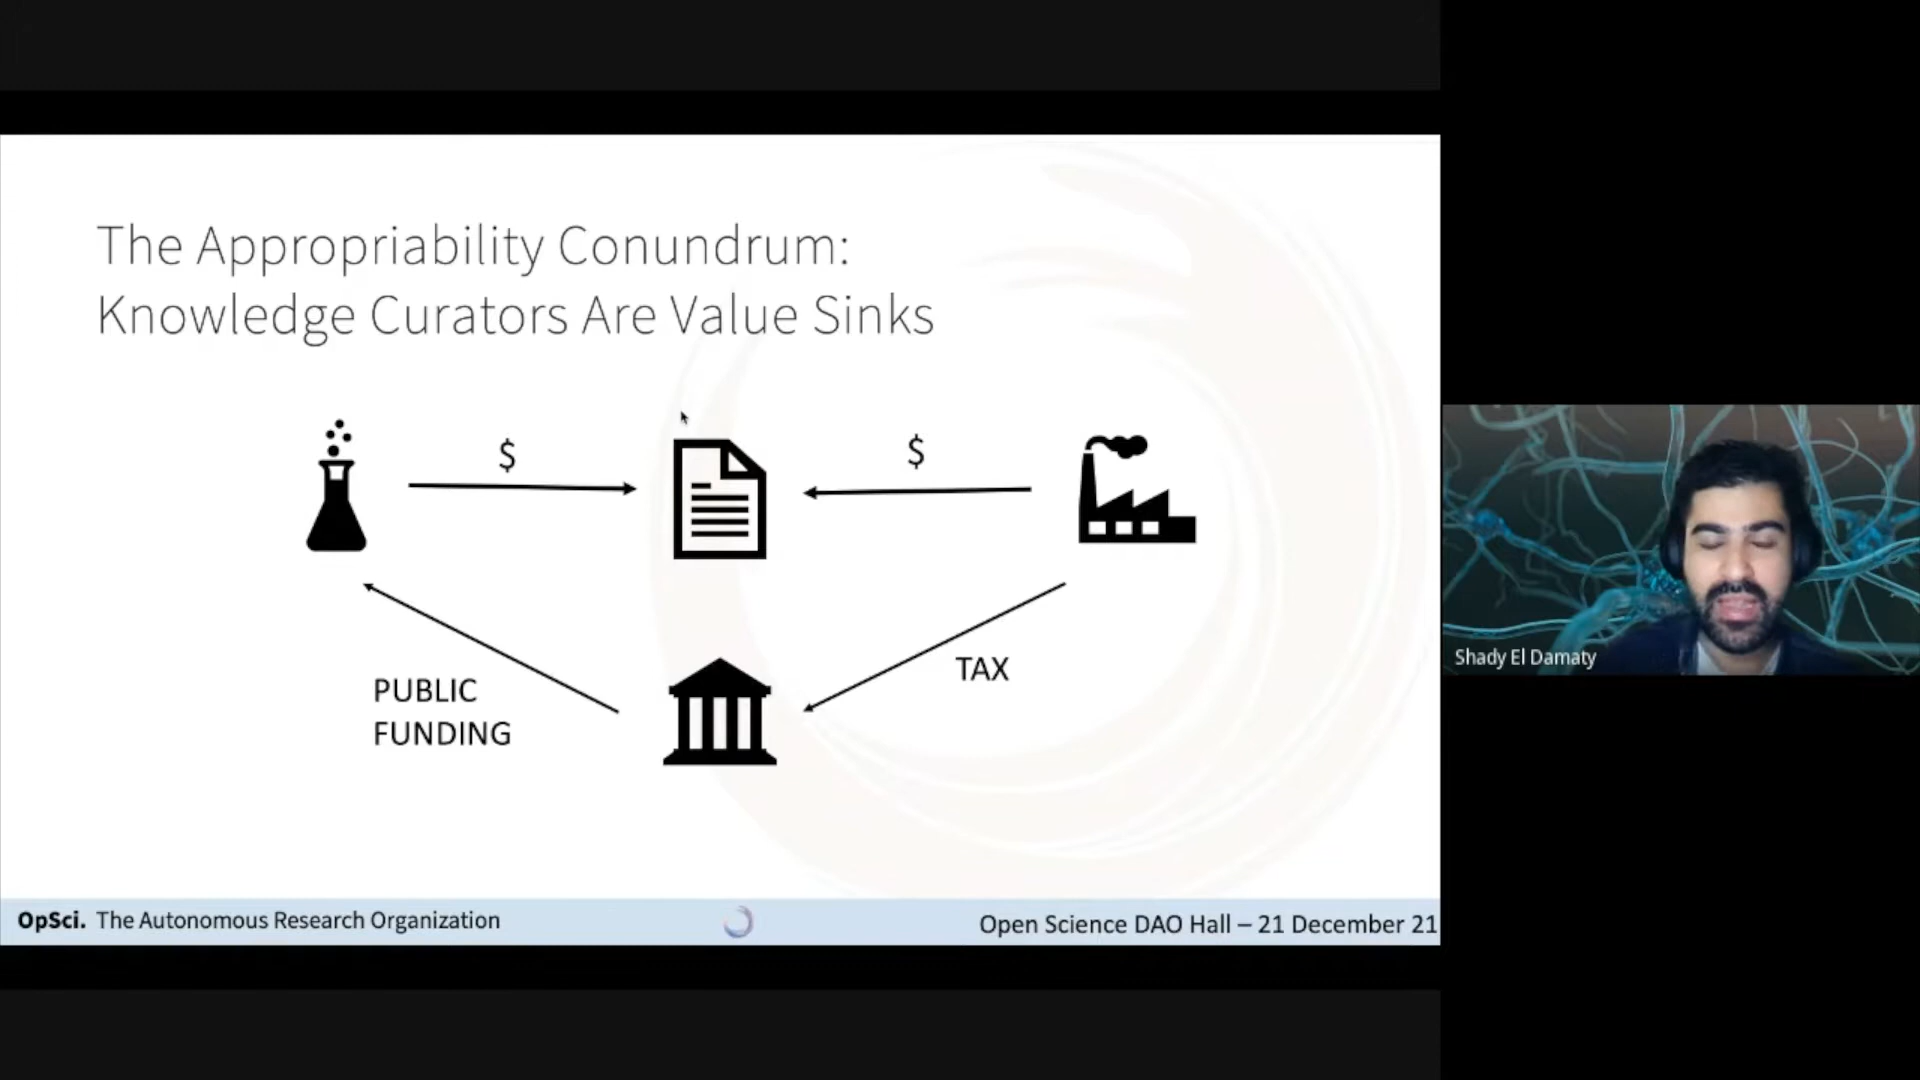 The Appropriability Conundrum:
Knowledge Curators Are Value Sinks
$
$
PUBLIC
FUNDING
TAX
Shady El Damaty
OpSci. The Autonomous Research Organization
Open Science DAO Hall – 21 December 21